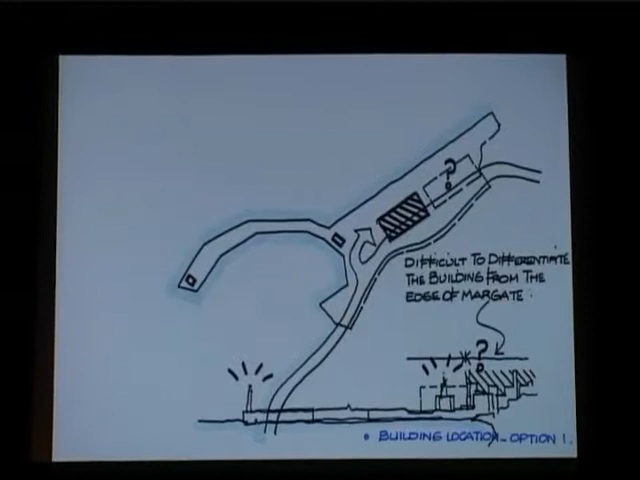 ?
DIFFICULT TO DIFFERENTIATE
THE BUILDING FROM THE
EDGE OF MARGATE.
?
• BUILDING LOCATION - OPTION 1.